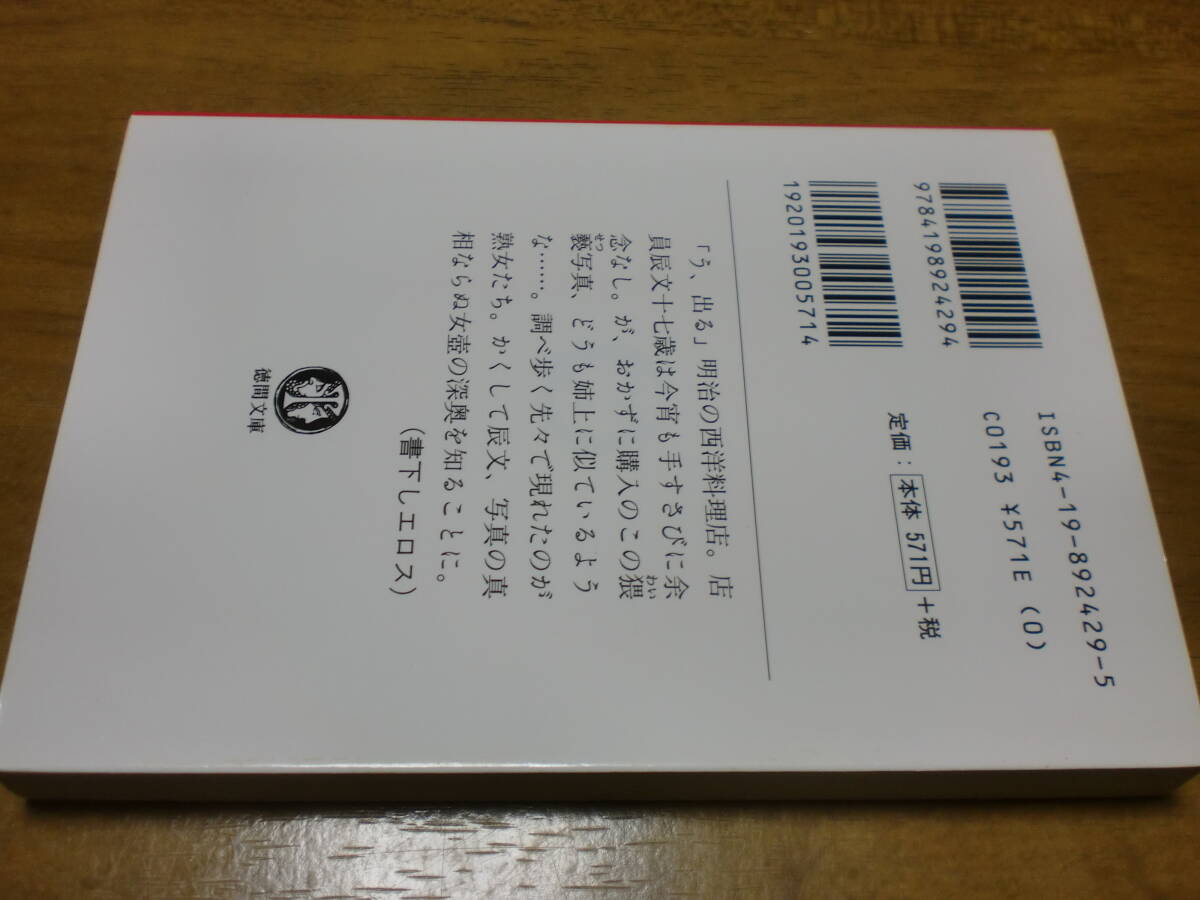 9784198924294
1920193005714
ISBN4-19-892429-5
C0193 ¥571E (0)
定価：本体 571円＋税
「う、出る」明治の西洋料理店。店
員辰文十七歳は今宵も手すさびに余
念なし。が、おかずに購入のこの猥
褻写真、どうも姉上に似ているよう
な……。調べ歩く先々で現れたのが
熟女たち。かくして辰文、写真の真
相ならぬ女壺の深奥を知ることに。
（書下しエロス）
徳間文庫